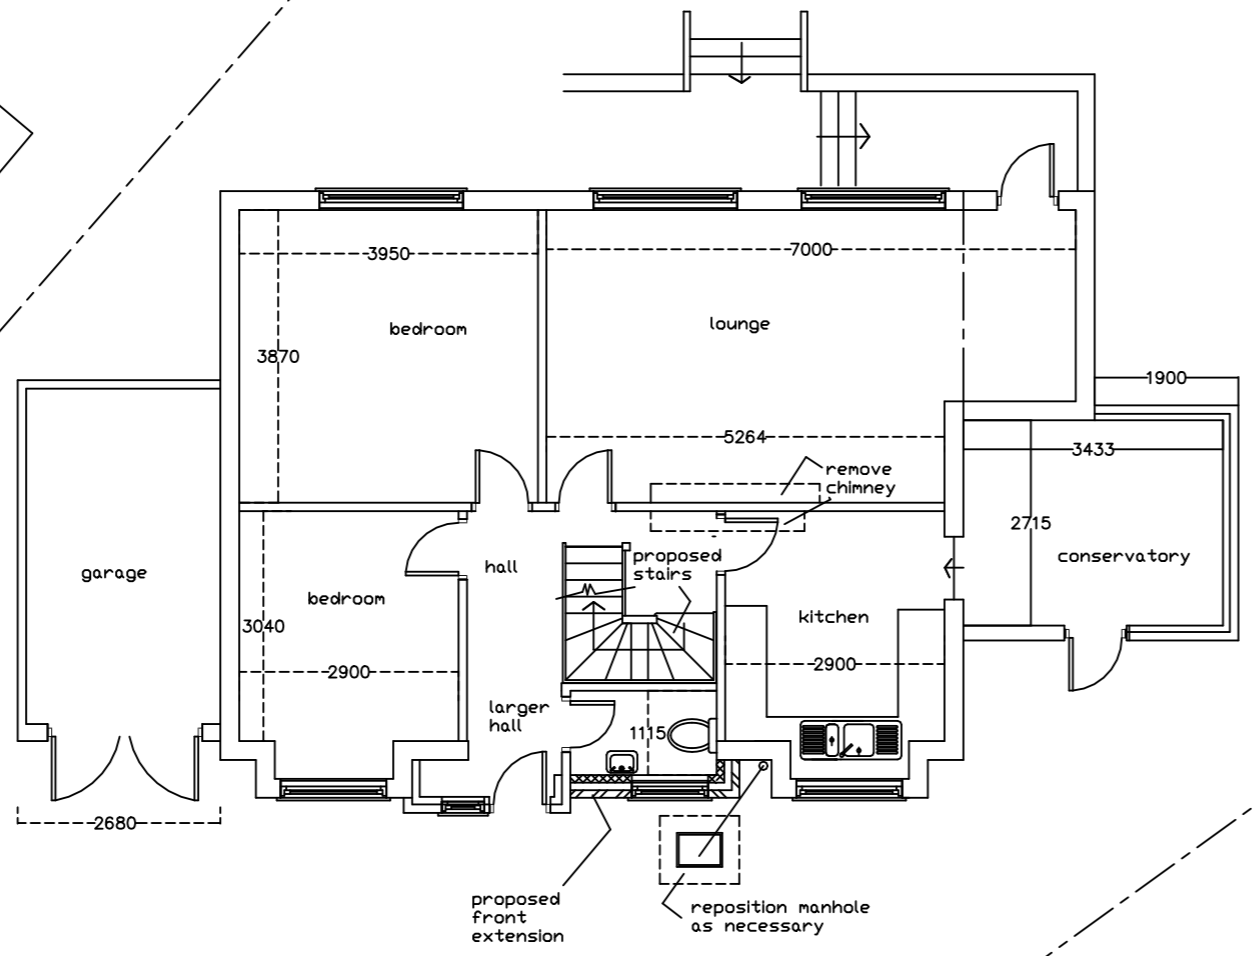 3950
7000
bedroom
lounge
3870
1900
5264
3433
remove
chimney
2715
conservatory
garage
hall
proposed
stairs
bedroom
kitchen
3040
2900
2900
larger
hall
1115
2680
proposed
front
extension
reposition manhole
as necessary